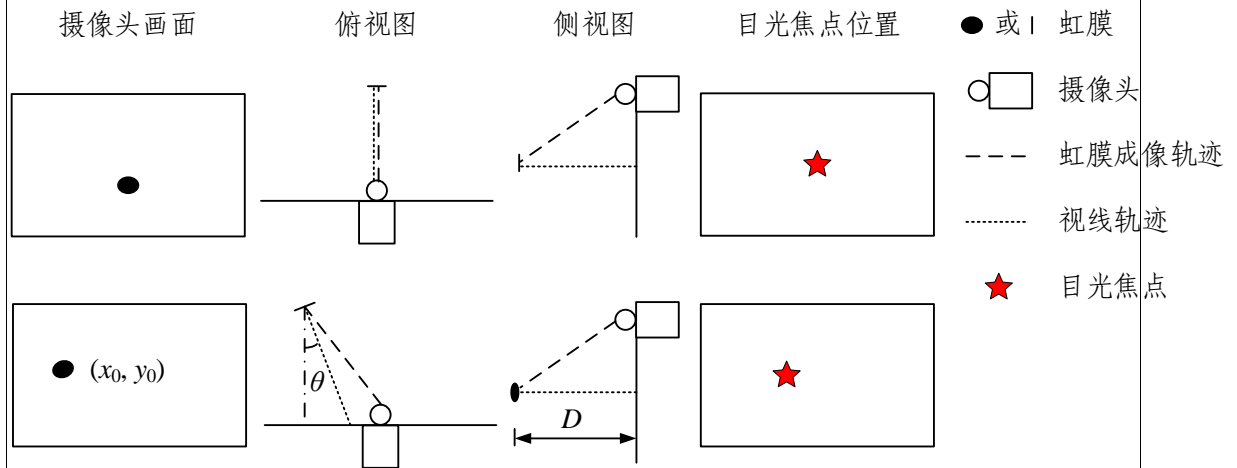 摄像头画面 俯视图 侧视图 目光焦点位置 或 虹膜
摄像头
虹膜成像轨迹
视线轨迹
目光焦点
(x₀, y₀)
θ
D